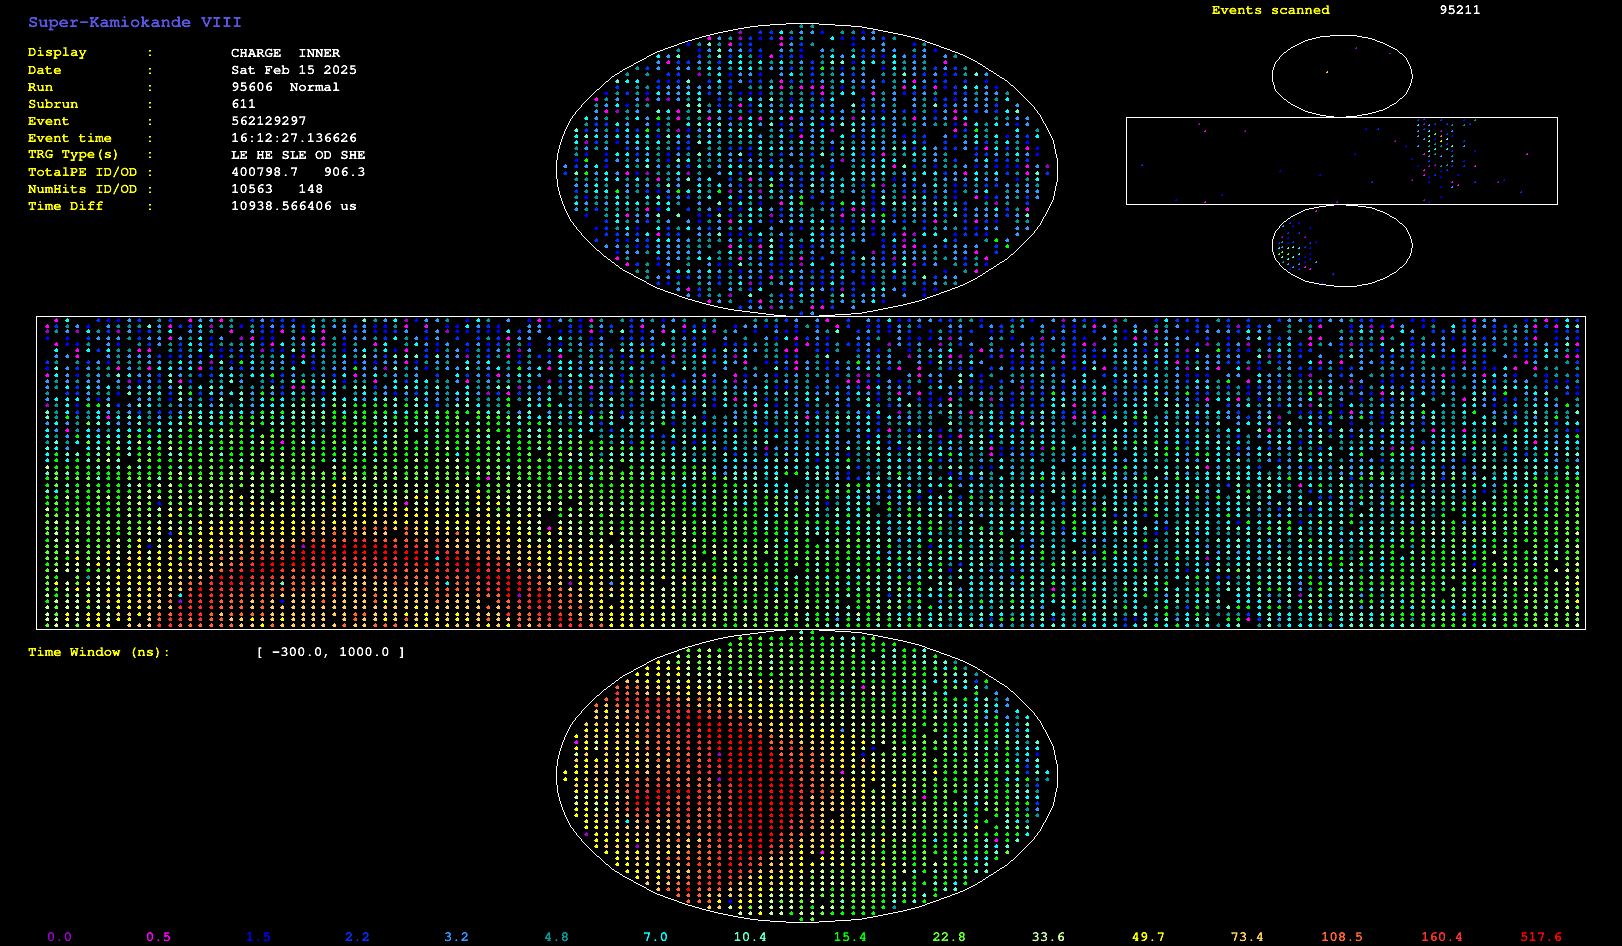 Super-Kamiokande VIII
Events scanned 95211
Display : CHARGE INNER
Date : Sat Feb 15 2025
Run : 95606 Normal
Subrun : 611
Event : 562129297
Event time : 16:12:27.136626
TRG Type(s) : LE HE SLE OD SHE
TotalPE ID/OD : 400798.7 906.3
NumHits ID/OD : 10563 148
Time Diff : 10938.566406 us
Time Window (ns): [ -300.0, 1000.0 ]
0.0 0.5 1.5 2.2 3.2 4.8 7.0 10.4 15.4 22.8 33.6 49.7 73.4 108.5 160.4 517.6